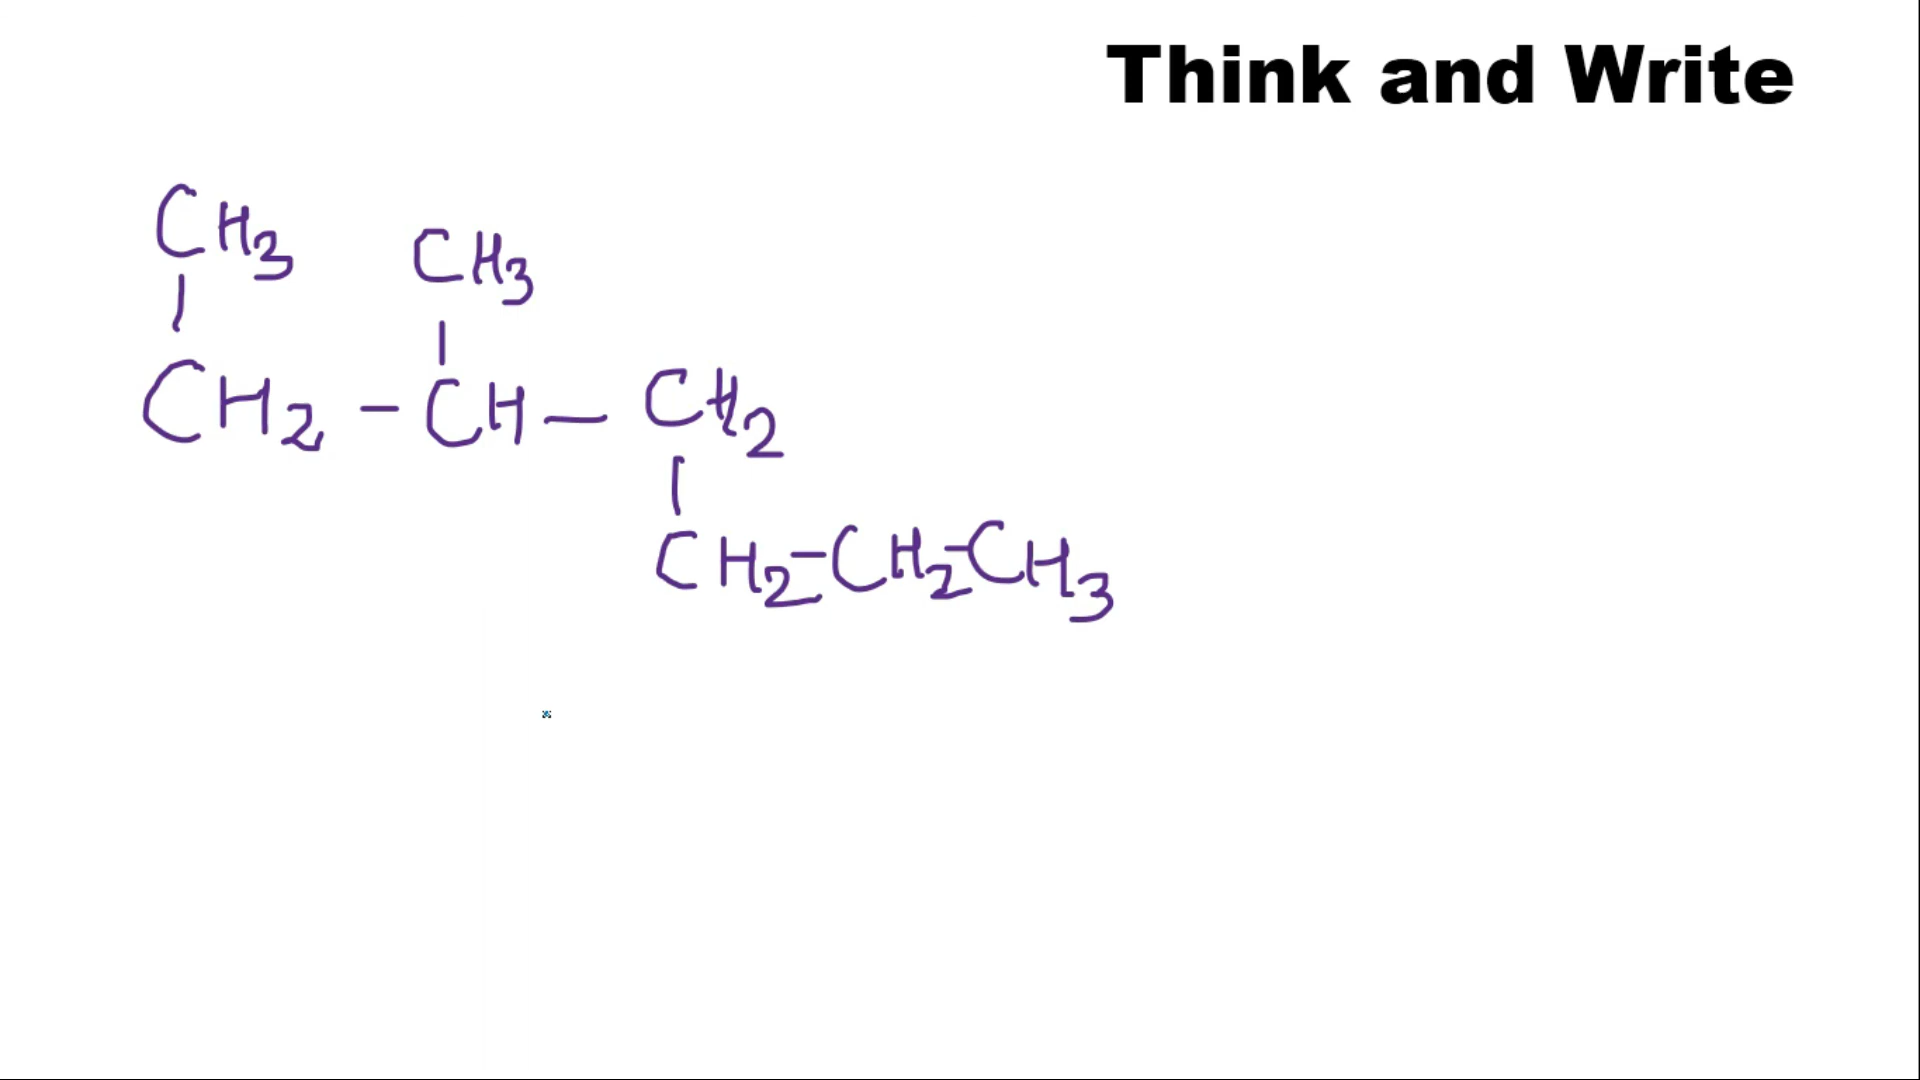 Think and Write
CH3 CH3
CH2 - CH - CH2
CH2-CH2-CH3